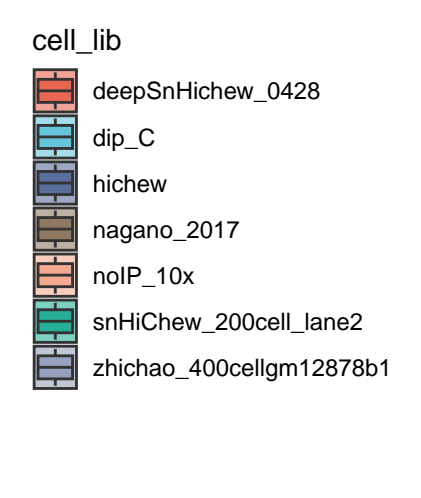 cell_lib
deepSnHichew_0428
dip_C
hichew
nagano_2017
noIP_10x
snHiChew_200cell_lane2
zhichao_400cellgm12878b1